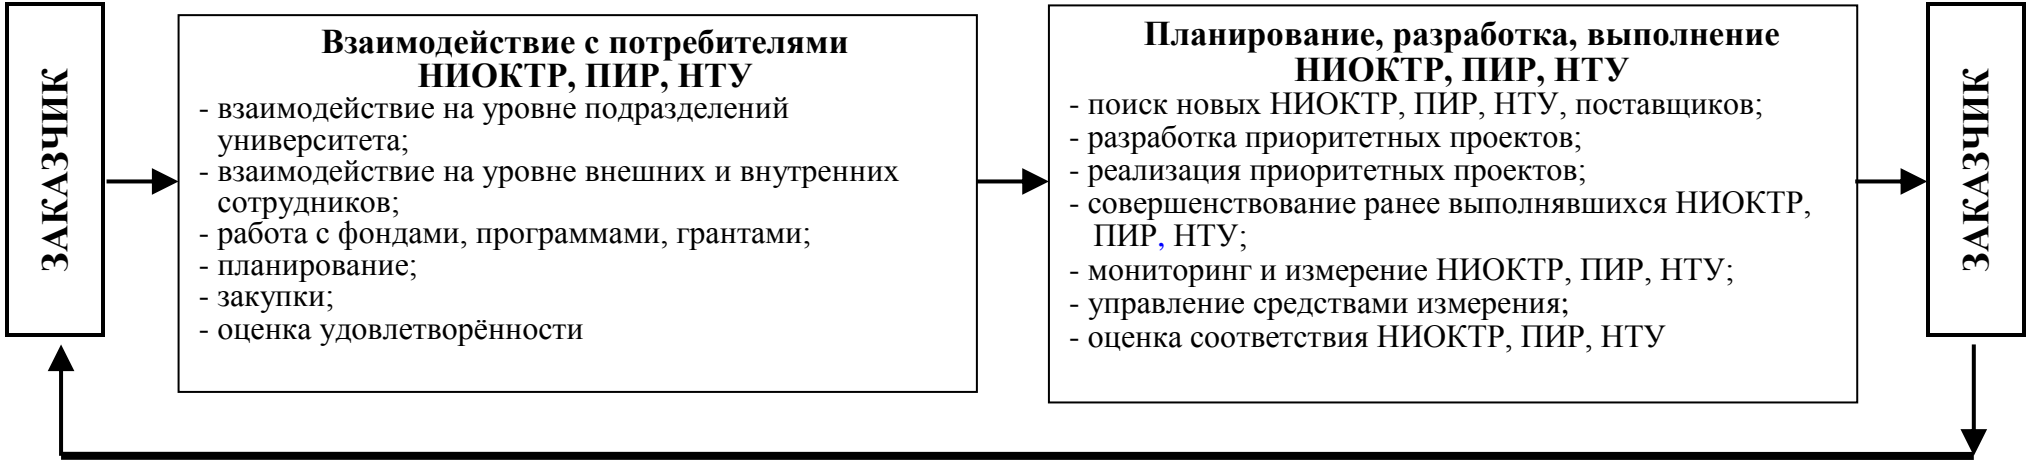 ЗАКАЗЧИК
Взаимодействие с потребителями
НИОКТР, ПИР, НТУ
- взаимодействие на уровне подразделений
университета;
- взаимодействие на уровне внешних и внутренних
сотрудников;
- работа с фондами, программами, грантами;
- планирование;
- закупки;
- оценка удовлетворённости
Планирование, разработка, выполнение
НИОКТР, ПИР, НТУ
- поиск новых НИОКТР, ПИР, НТУ, поставщиков;
- разработка приоритетных проектов;
- реализация приоритетных проектов;
- совершенствование ранее выполнявшихся НИОКТР,
ПИР, НТУ;
- мониторинг и измерение НИОКТР, ПИР, НТУ;
- управление средствами измерения;
- оценка соответствия НИОКТР, ПИР, НТУ
ЗАКАЗЧИК